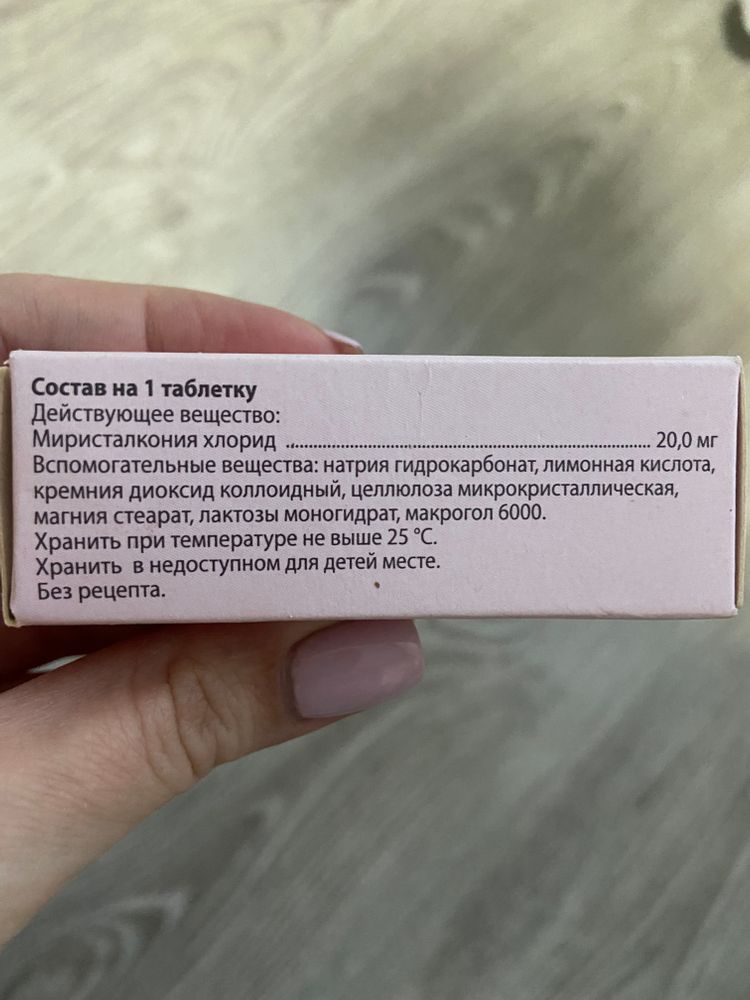 Состав на 1 таблетку
Действующее вещество:
Миристалкония хлорид ........................................................................ 20,0 мг
Вспомогательные вещества: натрия гидрокарбонат, лимонная кислота,
кремния диоксид коллоидный, целлюлоза микрокристаллическая,
магния стеарат, лактозы моногидрат, макрогол 6000.
Хранить при температуре не выше 25 °C.
Хранить в недоступном для детей месте.
Без рецепта.